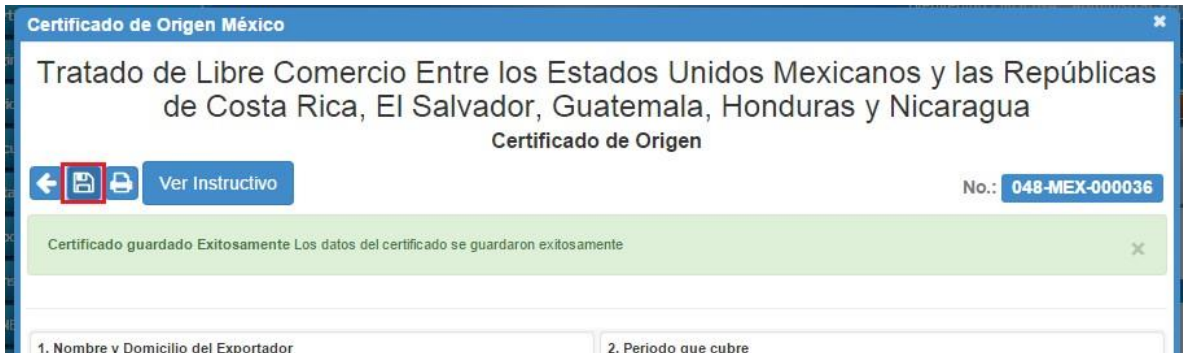 Certificado de Origen México
Tratado de Libre Comercio Entre los Estados Unidos Mexicanos y las Repúblicas
de Costa Rica, El Salvador, Guatemala, Honduras y Nicaragua
Certificado de Origen
Ver Instructivo
No.: 048-MEX-000036
Certificado guardado Exitosamente Los datos del certificado se guardaron exitosamente
1. Nombre y Domicilio del Exportador
2. Periodo que cubre